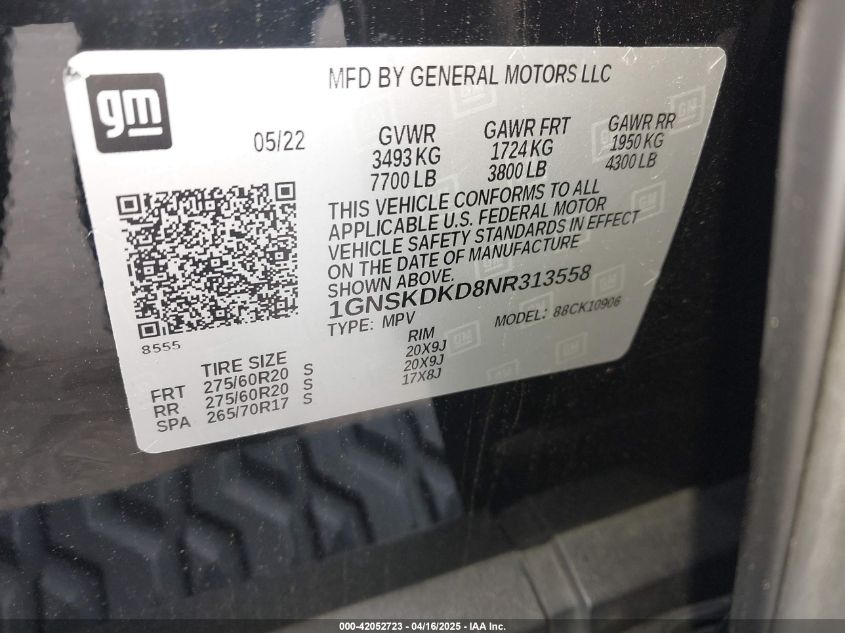 gm
MFD BY GENERAL MOTORS LLC
05/22
GVWR GAWR FRT GAWR RR
3493 KG 1724 KG 1950 KG
7700 LB 3800 LB 4300 LB
THIS VEHICLE CONFORMS TO ALL
APPLICABLE U.S. FEDERAL MOTOR
VEHICLE SAFETY STANDARDS IN EFFECT
ON THE DATE OF MANUFACTURE
SHOWN ABOVE.
1GNSKDKD8NR313558
TYPE: MPV MODEL: 88CK10906
8555
TIRE SIZE RIM
FRT 275/60R20 S 20X9J
RR 275/60R20 S 20X9J
SPA 265/70R17 S 17X8J
000-42052723 - 04/16/2025 - IAA Inc.